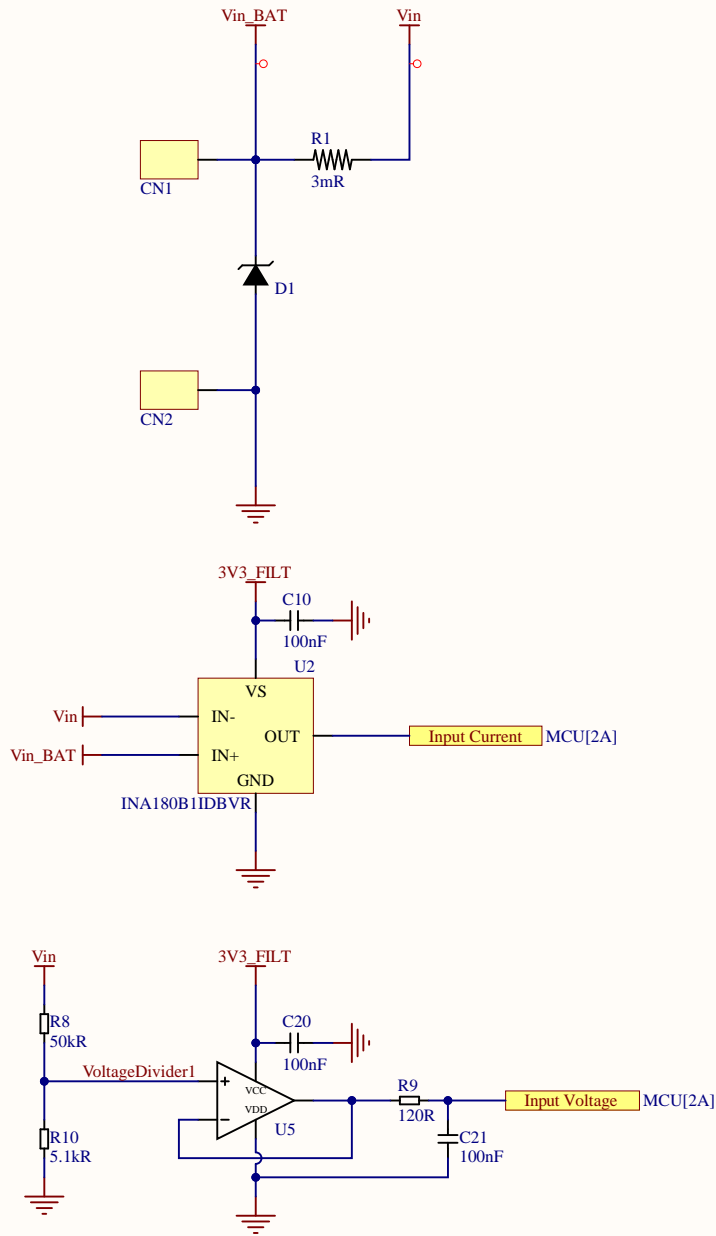 Vin_BAT
Vin
R1
3mR
CN1
D1
CN2
3V3_FILT
C10
100nF
U2
VS
Vin
IN-
OUT
Input Current
MCU[2A]
Vin_BAT
IN+
GND
INA180B1IDBVR
Vin
3V3_FILT
R8
50kR
C20
100nF
VoltageDivider1
+
VCC
R9
120R
Input Voltage
MCU[2A]
VDD
−
U5
R10
5.1kR
C21
100nF